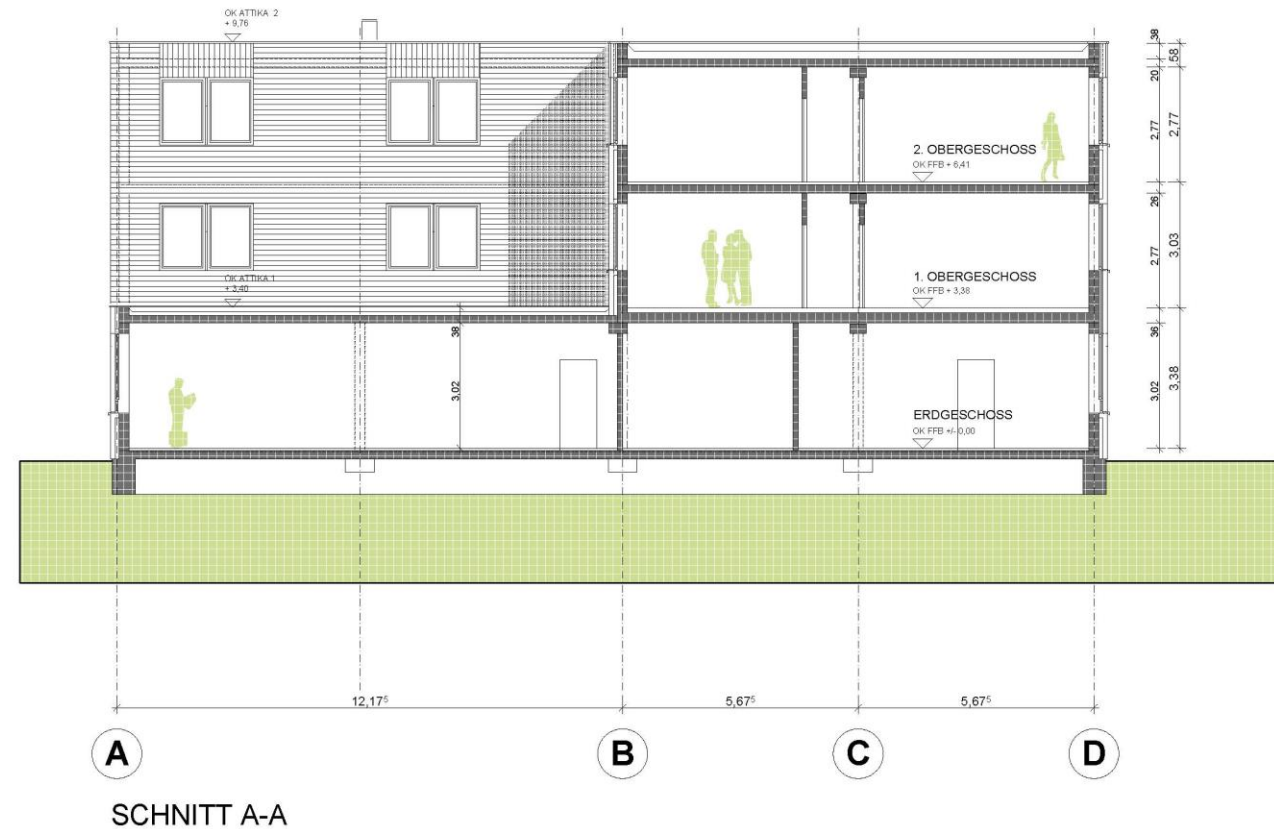 OK ATTIKA 2
+ 9,76
38
58
20
2,77
2,77
2. OBERGESCHOSS
OK FFB + 6,41
26
3,03
2,77
1. OBERGESCHOSS
OK FFB + 3,38
OK ATTIKA 1
+ 3,40
38
36
3,02
3,02
3,38
ERDGESCHOSS
OK FFB +/- 0,00
12,17⁵
5,67⁵
5,67⁵
A
B
C
D
SCHNITT A-A